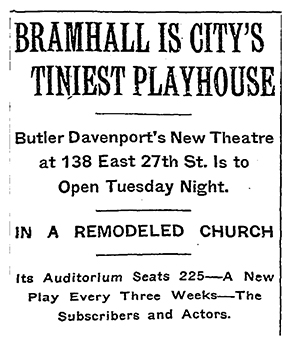 BRAMHALL IS CITY'S
TINIEST PLAYHOUSE
Butler Davenport's New Theatre
at 138 East 27th St. Is to
Open Tuesday Night.
IN A REMODELED CHURCH
Its Auditorium Seats 225—A New
Play Every Three Weeks—The
Subscribers and Actors.